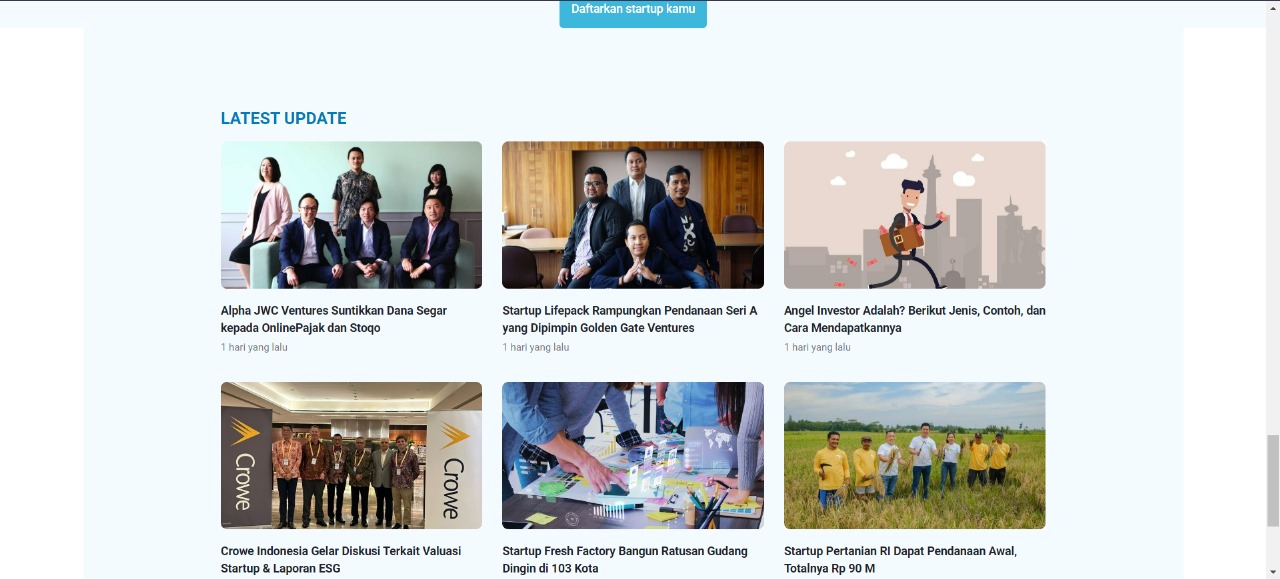 Daftarkan startup kamu
LATEST UPDATE
Alpha JWC Ventures Suntikkan Dana Segar
kepada OnlinePajak dan Stoqo
1 hari yang lalu
Startup Lifepack Rampungkan Pendanaan Seri A
yang Dipimpin Golden Gate Ventures
1 hari yang lalu
Angel Investor Adalah? Berikut Jenis, Contoh, dan
Cara Mendapatkannya
1 hari yang lalu
Crowe
Crowe
Crowe Indonesia Gelar Diskusi Terkait Valuasi
Startup & Laporan ESG
Startup Fresh Factory Bangun Ratusan Gudang
Dingin di 103 Kota
Startup Pertanian RI Dapat Pendanaan Awal,
Totalnya Rp 90 M